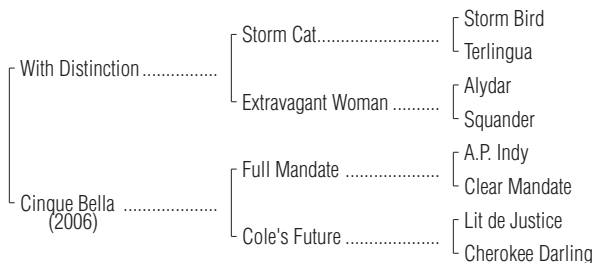 Storm Bird
Storm Cat...........................
Terlingua
With Distinction ................
Alydar
Extravagant Woman ..........
Squander
A.P. Indy
Full Mandate ....................
Clear Mandate
Cinque Bella ....................
(2006)
Lit de Justice
Cole's Future ....................
Cherokee Darling